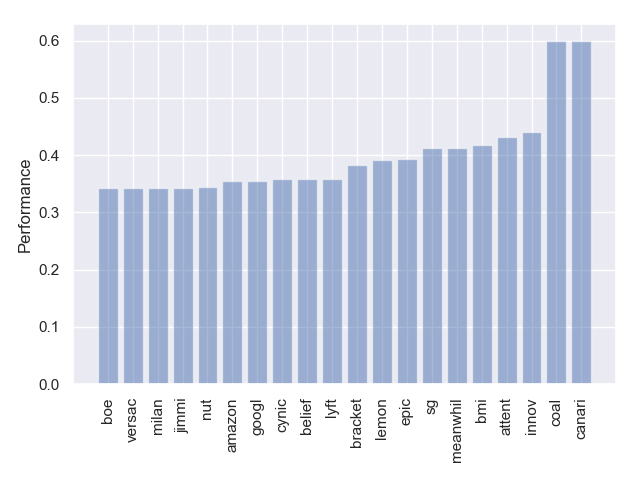 0.6
0.5
0.4
0.3
0.2
0.1
0.0
Performance
boe
versac
milan
jimmi
nut
amazon
googl
cynic
belief
lyft
bracket
lemon
epic
sg
meanwhil
bmi
attent
innov
coal
canari